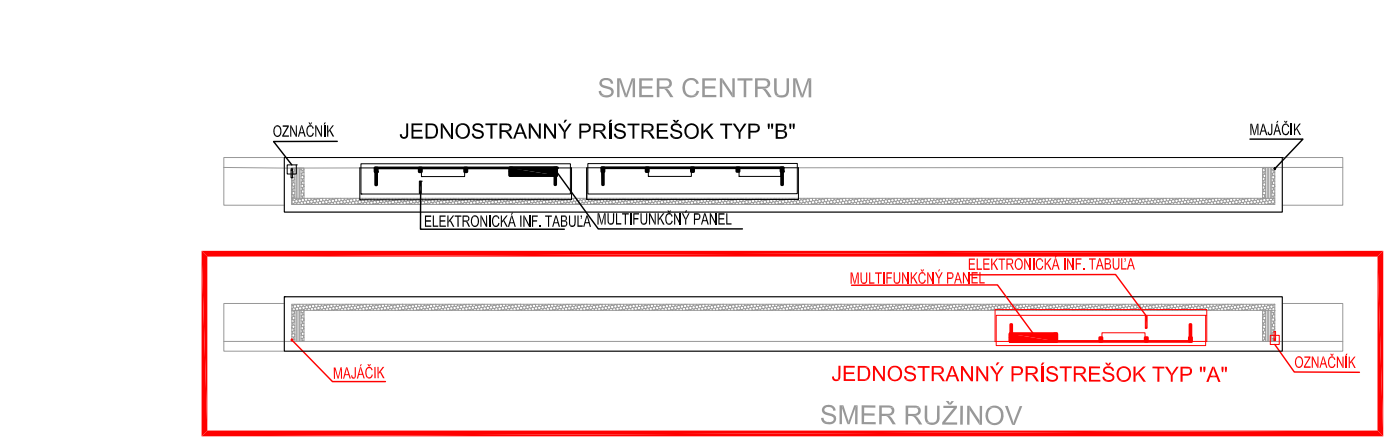 SMER CENTRUM
OZNAČNÍK
JEDNOSTRANNÝ PRÍSTREŠOK TYP "B"
MAJÁČIK
ELEKTRONICKÁ INF. TABUĽA
MULTIFUNKČNÝ PANEL
ELEKTRONICKÁ INF. TABUĽA
MULTIFUNKČNÝ PANEL
MAJÁČIK
JEDNOSTRANNÝ PRÍSTREŠOK TYP "A"
OZNAČNÍK
SMER RUŽINOV